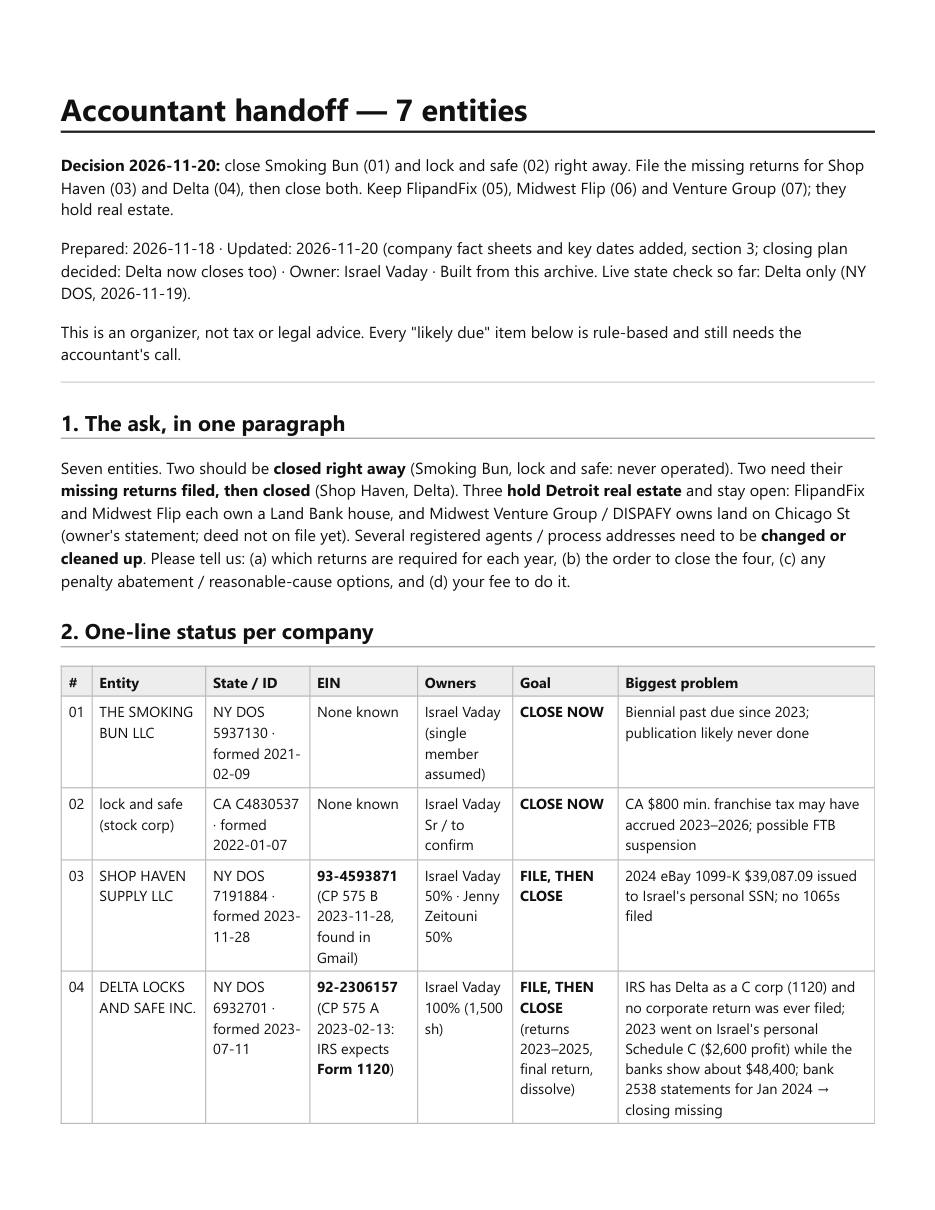 Accountant handoff — 7 entities
Decision 2026-11-20: close Smoking Bun (01) and lock and safe (02) right away. File the missing returns for Shop
Haven (03) and Delta (04), then close both. Keep FlipandFix (05), Midwest Flip (06) and Venture Group (07); they
hold real estate.
Prepared: 2026-11-18 · Updated: 2026-11-20 (company fact sheets and key dates added, section 3; closing plan
decided: Delta now closes too) · Owner: Israel Vaday · Built from this archive. Live state check so far: Delta only (NY
DOS, 2026-11-19).
This is an organizer, not tax or legal advice. Every "likely due" item below is rule-based and still needs the
accountant's call.
1. The ask, in one paragraph
Seven entities. Two should be closed right away (Smoking Bun, lock and safe: never operated). Two need their
missing returns filed, then closed (Shop Haven, Delta). Three hold Detroit real estate and stay open: FlipandFix
and Midwest Flip each own a Land Bank house, and Midwest Venture Group / DISPAFY owns land on Chicago St
(owner's statement; deed not on file yet). Several registered agents / process addresses need to be changed or
cleaned up. Please tell us: (a) which returns are required for each year, (b) the order to close the four, (c) any
penalty abatement / reasonable-cause options, and (d) your fee to do it.
2. One-line status per company
# Entity State / ID EIN Owners Goal Biggest problem
01 THE SMOKING NY DOS None known Israel Vaday CLOSE NOW Biennial past due since 2023;
BUN LLC 5937130 · (single publication likely never done
formed 2021- member
02-09 assumed)
02 lock and safe CA C4830537 None known Israel Vaday CLOSE NOW CA $800 min. franchise tax may have
(stock corp) · formed Sr / to accrued 2023–2026; possible FTB
2022-01-07 confirm suspension
03 SHOP HAVEN NY DOS 93-4593871 Israel Vaday FILE, THEN 2024 eBay 1099-K $39,087.09 issued
SUPPLY LLC 7191884 · (CP 575 B 50% · Jenny CLOSE to Israel's personal SSN; no 1065s
formed 2023- 2023-11-28, Zeitouni filed
11-28 found in 50%
Gmail)
04 DELTA LOCKS NY DOS 92-2306157 Israel Vaday FILE, THEN IRS has Delta as a C corp (1120) and
AND SAFE INC. 6932701 · (CP 575 A 100% (1,500 CLOSE no corporate return was ever filed;
formed 2023- 2023-02-13: sh) (returns 2023 went on Israel's personal
07-11 IRS expects 2023–2025, Schedule C ($2,600 profit) while the
Form 1120) final return, banks show about $48,400; bank
dissolve) 2538 statements for Jan 2024 →
closing missing